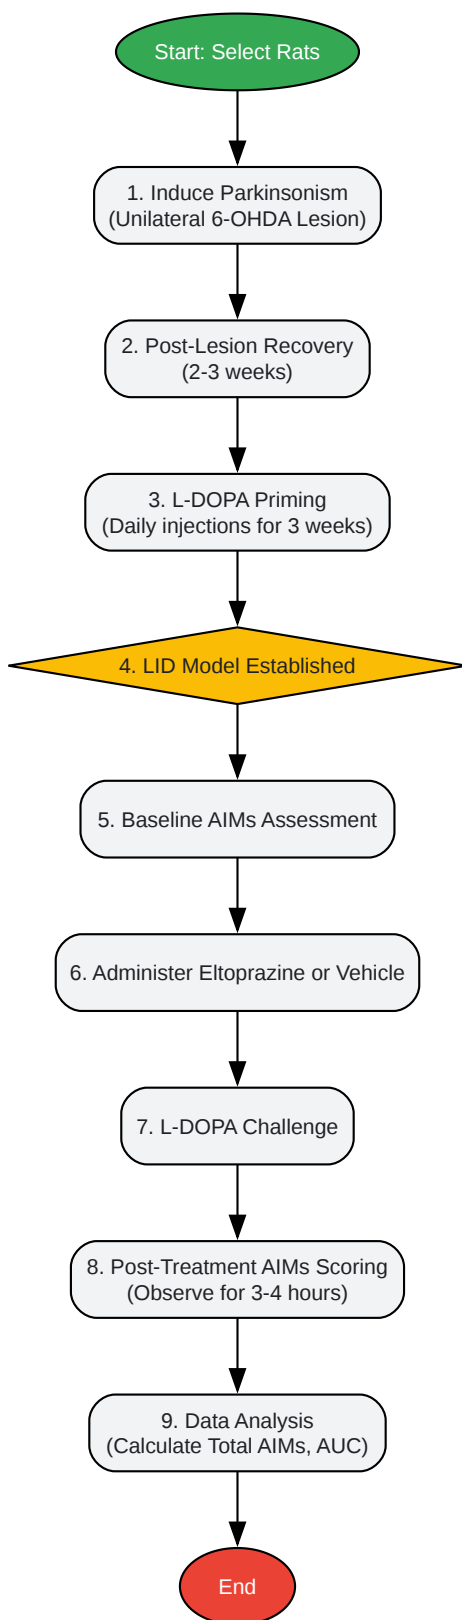 Start: Select Rats
1. Induce Parkinsonism
(Unilateral 6-OHDA Lesion)
2. Post-Lesion Recovery
(2-3 weeks)
3. L-DOPA Priming
(Daily injections for 3 weeks)
4. LID Model Established
5. Baseline AIMs Assessment
6. Administer Eltoprazine or Vehicle
7. L-DOPA Challenge
8. Post-Treatment AIMs Scoring
(Observe for 3-4 hours)
9. Data Analysis
(Calculate Total AIMs, AUC)
End